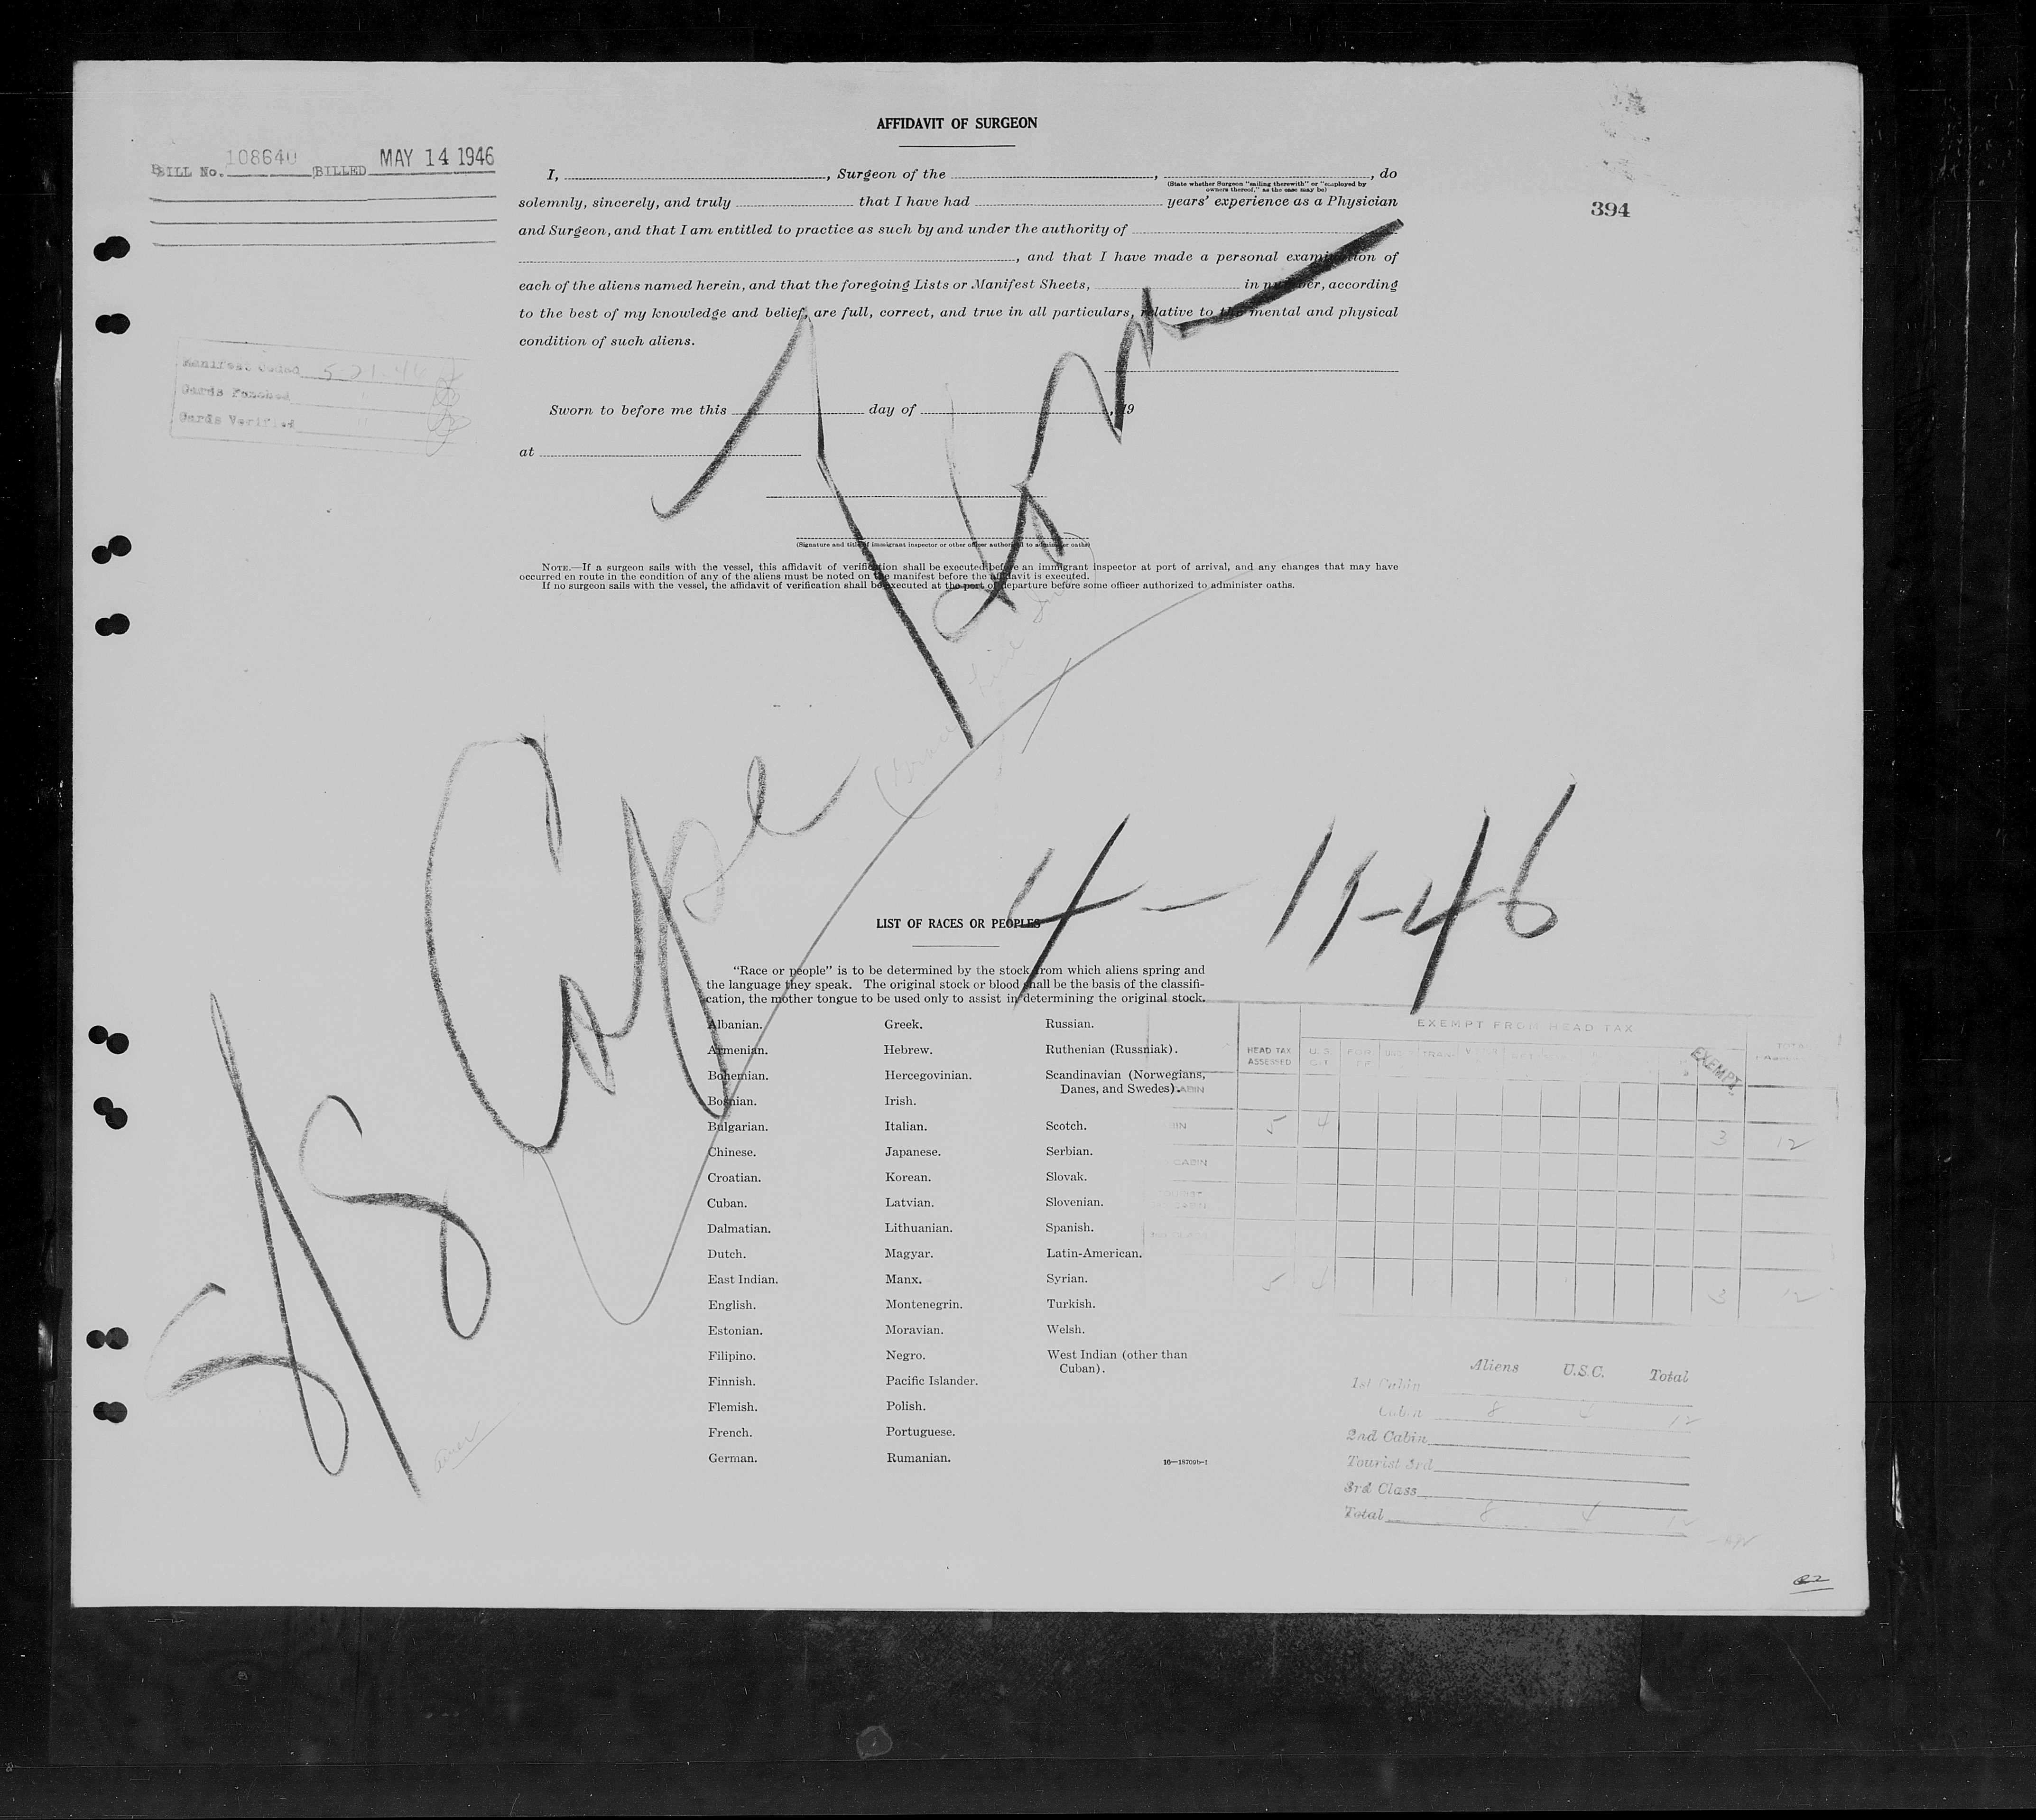 AFFIDAVIT OF SURGEON
BILL No. 108640 BILLED MAY 14 1946
394
I, , Surgeon of the , , do
(State whether Surgeon "sailing therewith" or "employed by
owners thereof," as the case may be)
solemnly, sincerely, and truly that I have had years' experience as a Physician
and Surgeon, and that I am entitled to practice as such by and under the authority of
, and that I have made a personal examination of
each of the aliens named herein, and that the foregoing Lists or Manifest Sheets, in number, according
to the best of my knowledge and belief, are full, correct, and true in all particulars, relative to the mental and physical
condition of such aliens.
Manifest 5-21-46
Cards Punched "
Cards Verified "
Sworn to before me this day of , 19
at
(Signature and title of immigrant inspector or other officer authorized to administer oaths)
NOTE.—If a surgeon sails with the vessel, this affidavit of verification shall be executed before an immigrant inspector at port of arrival, and any changes that may have
occurred en route in the condition of any of the aliens must be noted on the manifest before the affidavit is executed.
If no surgeon sails with the vessel, the affidavit of verification shall be executed at the port of departure before some officer authorized to administer oaths.
SS Cape
4-11-46
LIST OF RACES OR PEOPLES
"Race or people" is to be determined by the stock from which aliens spring and
the language they speak. The original stock or blood shall be the basis of the classifi-
cation, the mother tongue to be used only to assist in determining the original stock.
Albanian. Greek. Russian.
Armenian. Hebrew. Ruthenian (Russniak).
Bohemian. Hercegovinian. Scandinavian (Norwegians,
Danes, and Swedes).
Bosnian. Irish.
Bulgarian. Italian. Scotch.
Chinese. Japanese. Serbian.
Croatian. Korean. Slovak.
Cuban. Latvian. Slovenian.
Dalmatian. Lithuanian. Spanish.
Dutch. Magyar. Latin-American.
East Indian. Manx. Syrian.
English. Montenegrin. Turkish.
Estonian. Moravian. Welsh.
Filipino. Negro. West Indian (other than
Cuban).
Finnish. Pacific Islander.
Flemish. Polish.
French. Portuguese.
German. Rumanian.
16—18709b-1
EXEMPT FROM HEAD TAX
HEAD TAX
ASSESSED
U. S.
EXEMPT
TOTAL
CABIN
5 4 3 12
CABIN
5 4 3 12
Aliens U.S.C. Total
1st Cabin
Cabin 8 4 12
2nd Cabin
Tourist 3rd
3rd Class
Total 8 4 12